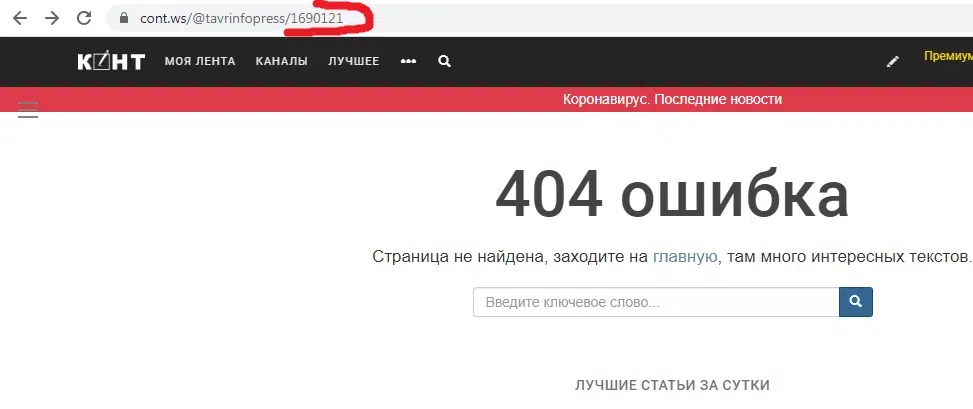 cont.ws/@tavrinfopress/1690121
КОНТ МОЯ ЛЕНТА КАНАЛЫ ЛУЧШЕЕ ••• Премиум
Коронавирус. Последние новости
404 ошибка
Страница не найдена, заходите на главную, там много интересных текстов.
Введите ключевое слово...
ЛУЧШИЕ СТАТЬИ ЗА СУТКИ